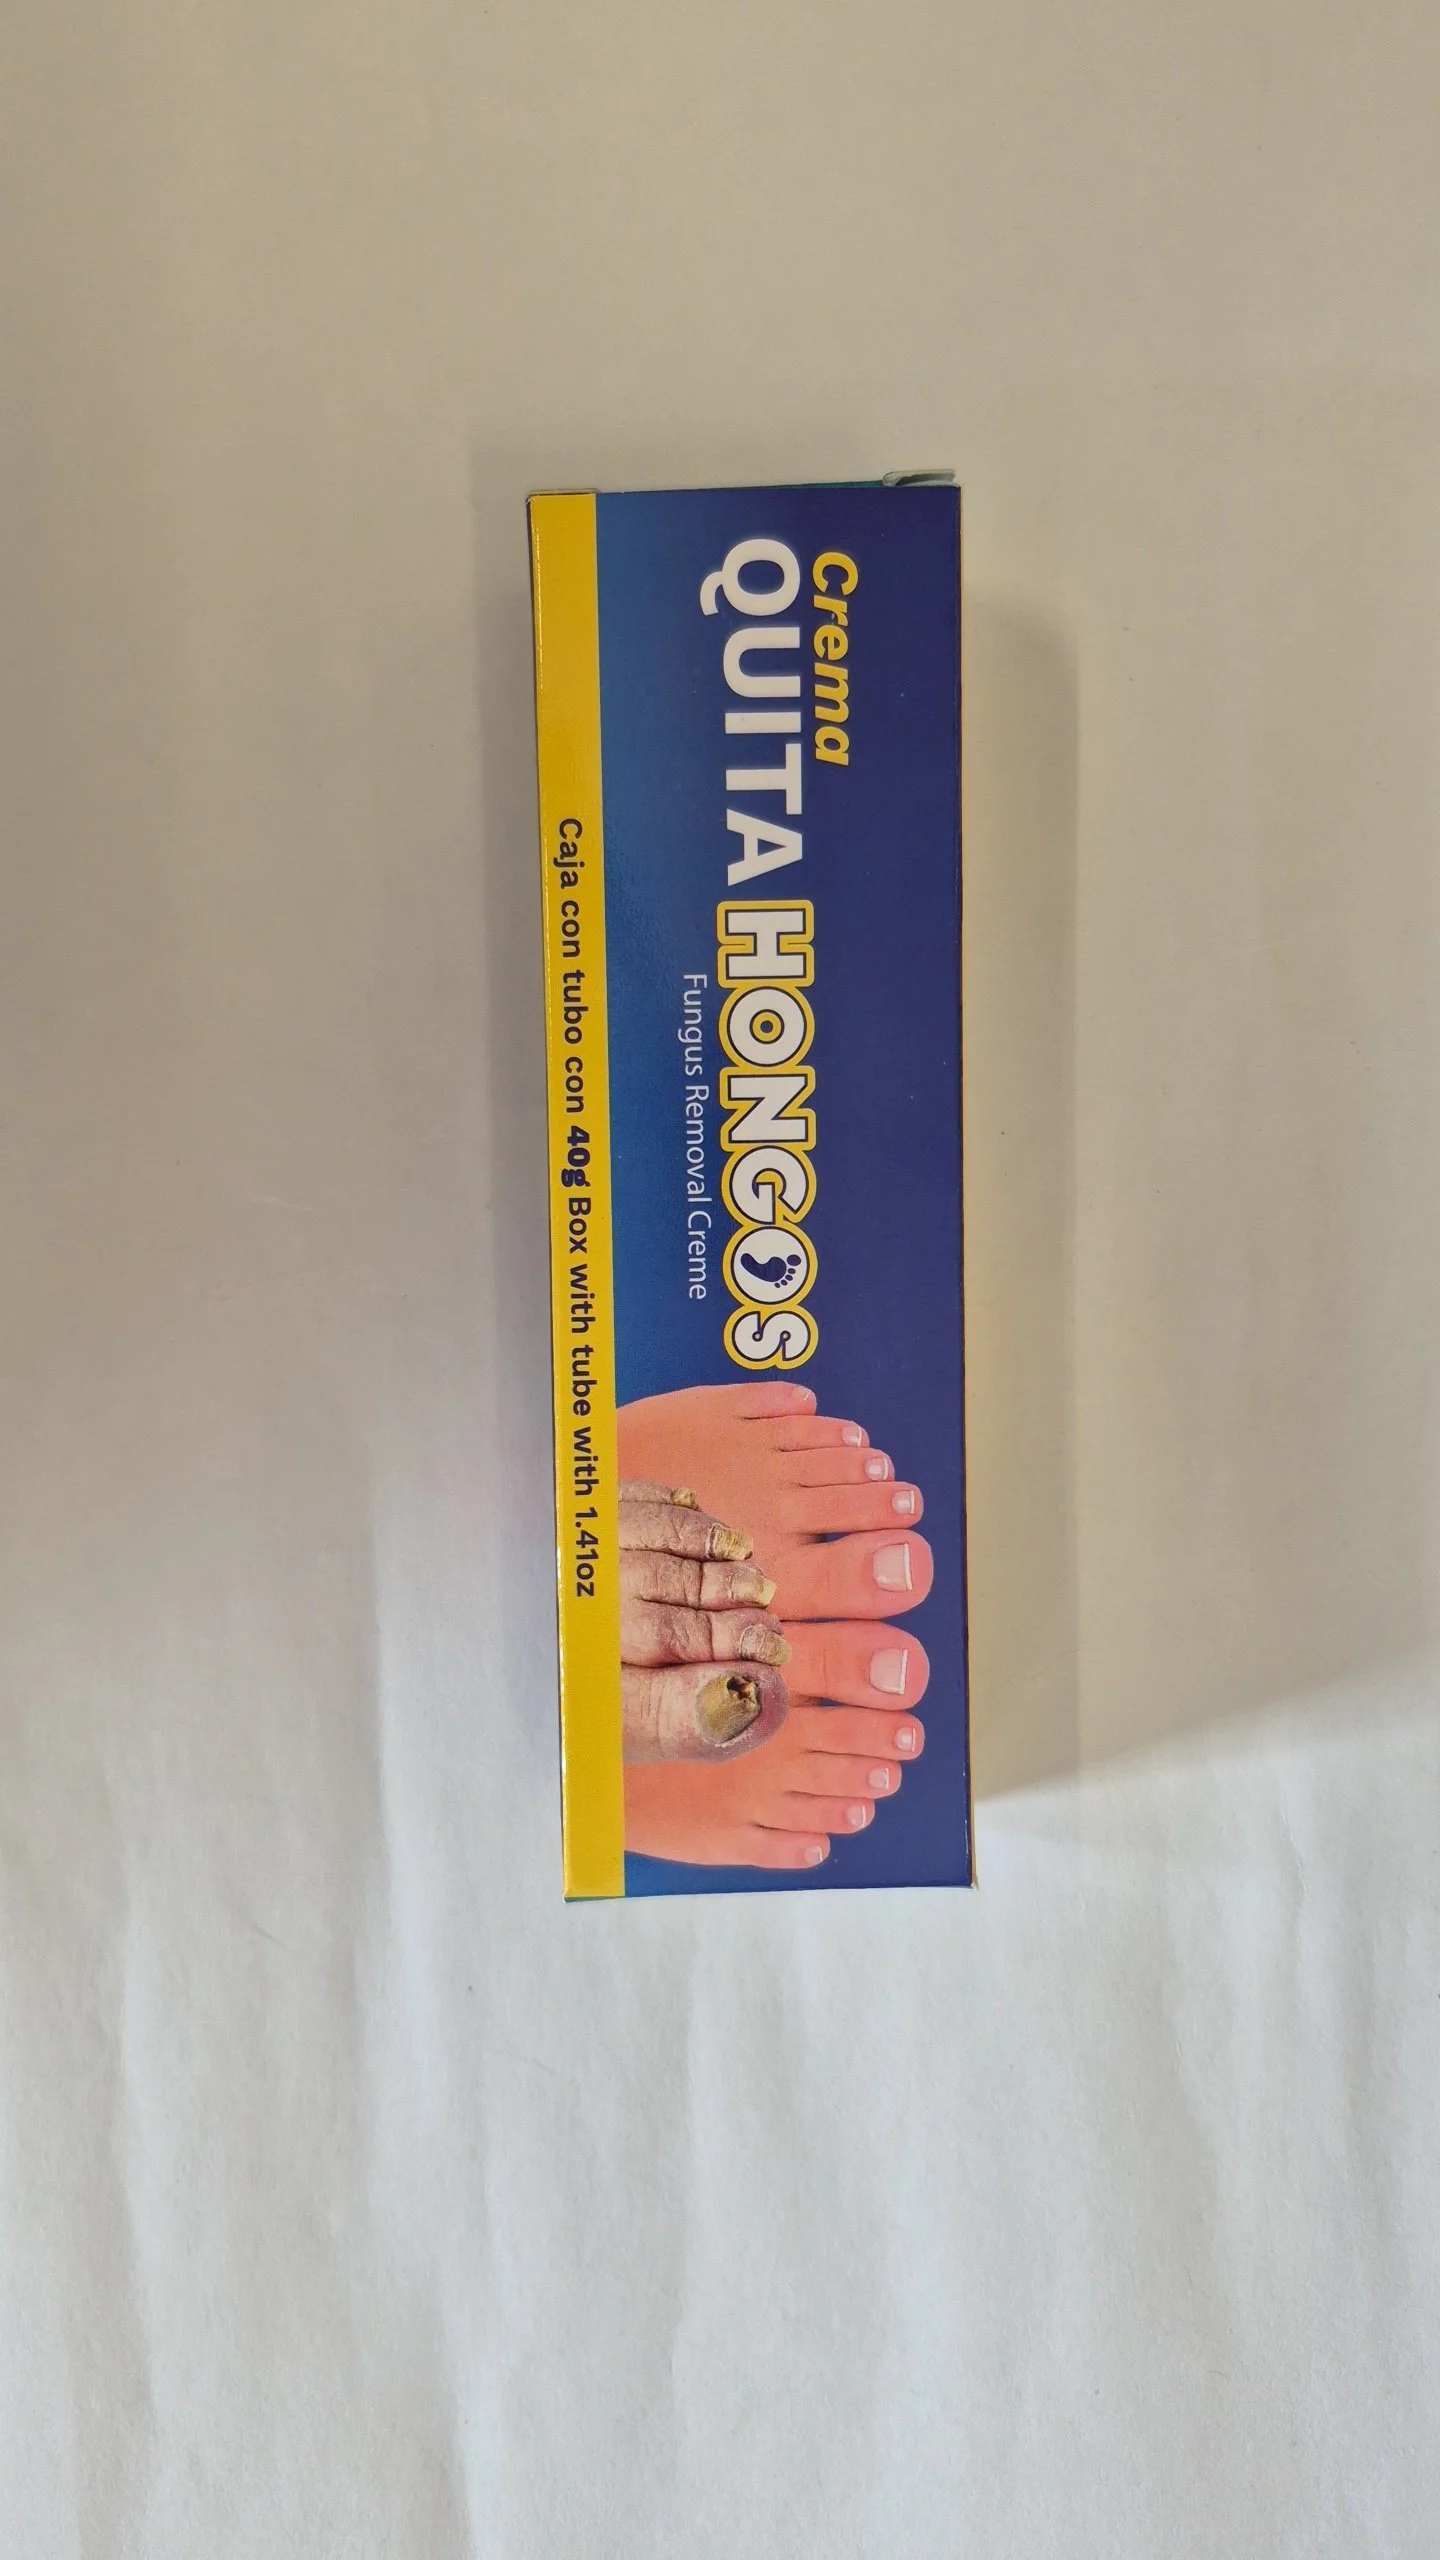 Crema
QUITA HONGOS
Fungus Removal Creme
Caja con tubo con 40g Box with tube with 1.41oz